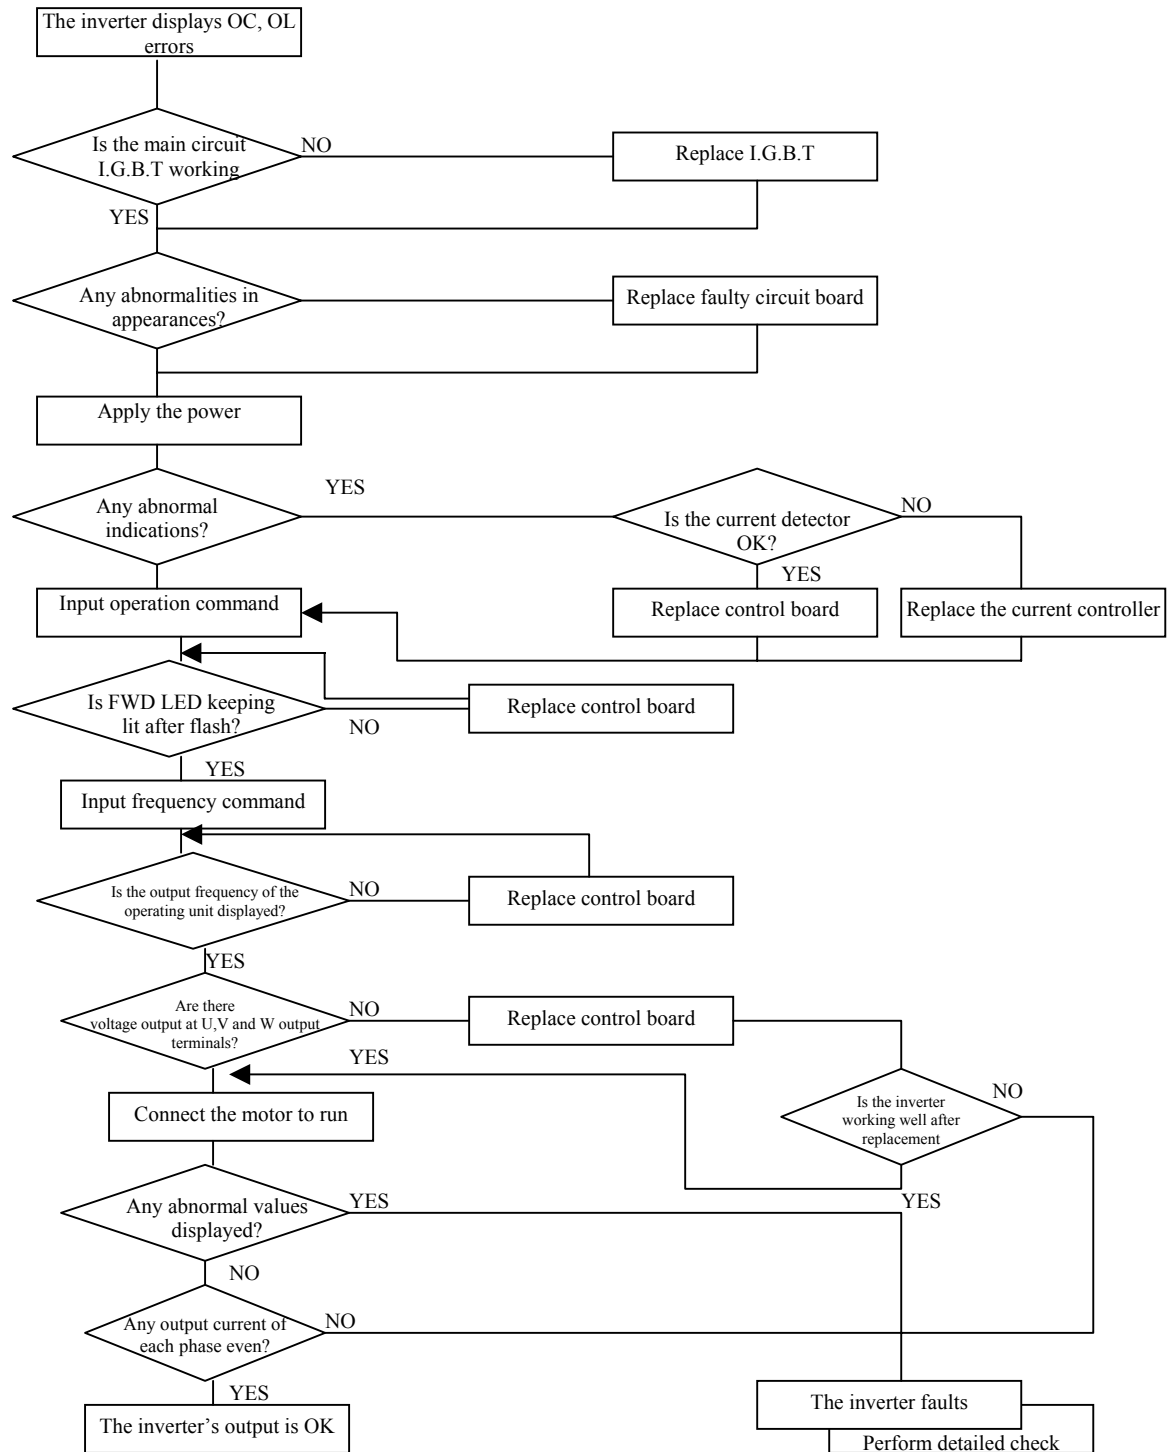 The inverter displays OC, OL
errors
Is the main circuit
I.G.B.T working
NO
Replace I.G.B.T
YES
Any abnormalities in
appearances?
Replace faulty circuit board
Apply the power
Any abnormal
indications?
YES
Is the current detector
OK?
NO
YES
Input operation command
Replace control board
Replace the current controller
Is FWD LED keeping
lit after flash?
NO
Replace control board
YES
Input frequency command
Is the output frequency of the
operating unit displayed?
NO
Replace control board
YES
Are there
voltage output at U,V and W output
terminals?
NO
Replace control board
YES
Is the inverter
working well after
replacement
NO
Connect the motor to run
YES
Any abnormal values
displayed?
YES
NO
Any output current of
each phase even?
NO
YES
The inverter faults
The inverter’s output is OK
Perform detailed check